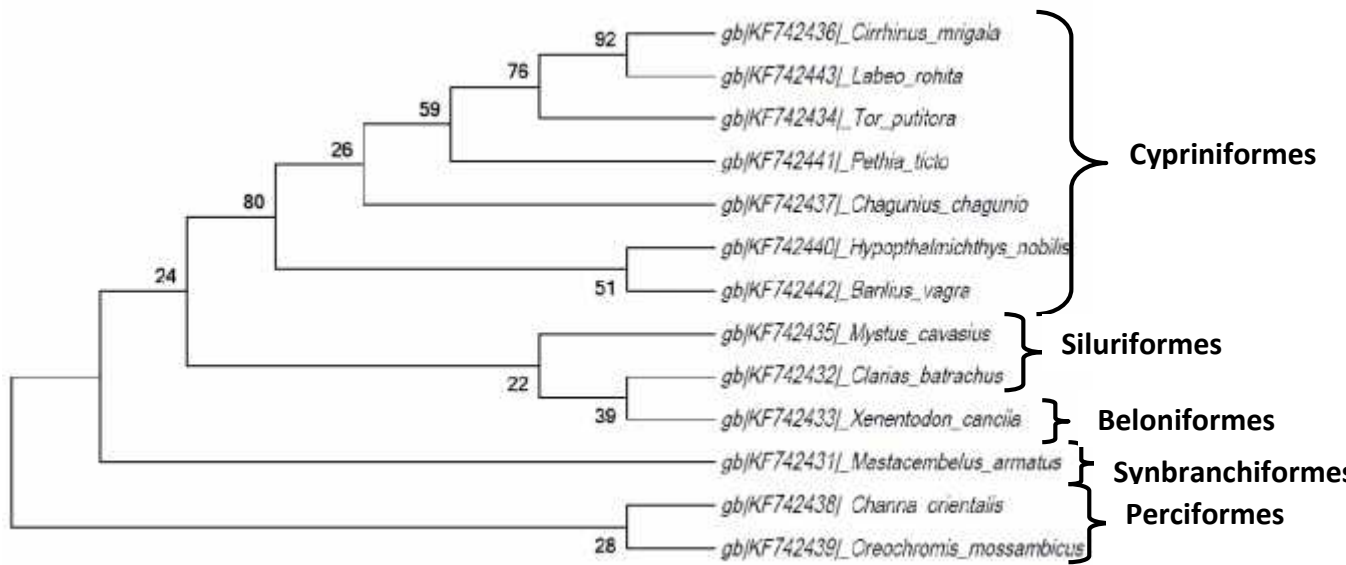 gb|KF742436|_Cirrhinus_mrigala
92
gb|KF742443|_Labeo_rohita
76
gb|KF742434|_Tor_putitora
59
gb|KF742441|_Pethia_ticto
Cypriniformes
26
gb|KF742437|_Chagunius_chagunio
80
gb|KF742440|_Hypopthalmichthys_nobilis
24
gb|KF742442|_Barilius_vagra
51
gb|KF742435|_Mystus_cavasius
Siluriformes
gb|KF742432|_Clarias_batrachus
22
gb|KF742433|_Xenentodon_cancila
39
Beloniformes
gb|KF742431|_Mastacembelus_armatus
Synbranchiformes
gb|KF742438|_Channa_orientalis
Perciformes
gb|KF742439|_Oreochromis_mossambicus
28